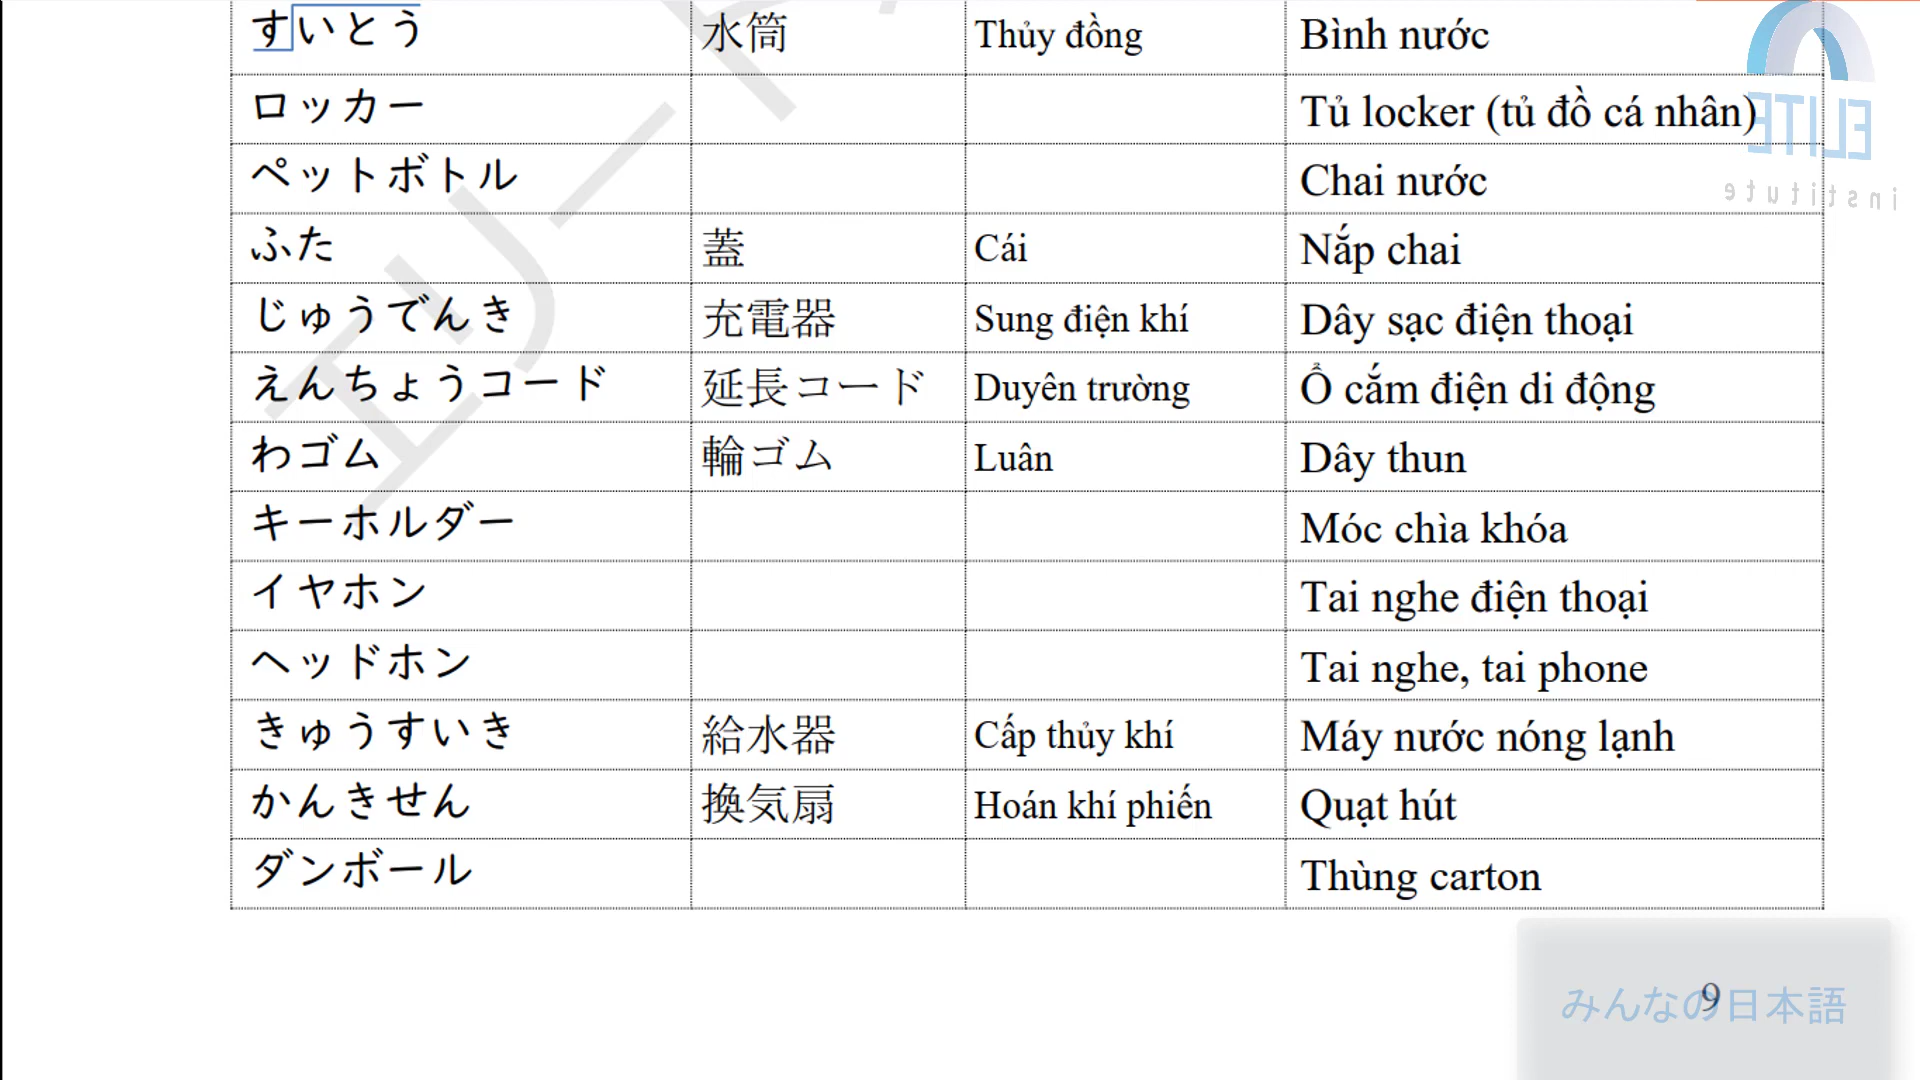 すいとう 水筒 Thủy đồng Bình nước
ロッカー Tủ locker (tủ đồ cá nhân)
ペットボトル Chai nước
ふた 蓋 Cái Nắp chai
じゅうでんき 充電器 Sung điện khí Dây sạc điện thoại
えんちょうコード 延長コード Duyên trường Ổ cắm điện di động
わゴム 輪ゴム Luân Dây thun
キーホルダー Móc chìa khóa
イヤホン Tai nghe điện thoại
ヘッドホン Tai nghe, tai phone
きゅうすいき 給水器 Cấp thủy khí Máy nước nóng lạnh
かんきせん 換気扇 Hoán khí phiến Quạt hút
ダンボール Thùng carton
ELITE
institute
エリート
9
みんなの日本語